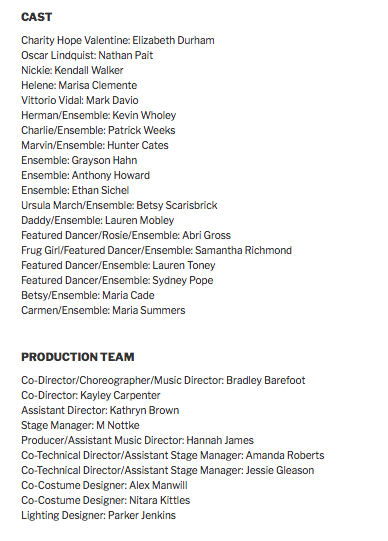 CAST
Charity Hope Valentine: Elizabeth Durham
Oscar Lindquist: Nathan Pait
Nickie: Kendall Walker
Helene: Marisa Clemente
Vittorio Vidal: Mark Davio
Herman/Ensemble: Kevin Wholey
Charlie/Ensemble: Patrick Weeks
Marvin/Ensemble: Hunter Cates
Ensemble: Grayson Hahn
Ensemble: Anthony Howard
Ensemble: Ethan Sichel
Ursula March/Ensemble: Betsy Scarisbrick
Daddy/Ensemble: Lauren Mobley
Featured Dancer/Rosie/Ensemble: Abri Gross
Frug Girl/Featured Dancer/Ensemble: Samantha Richmond
Featured Dancer/Ensemble: Lauren Toney
Featured Dancer/Ensemble: Sydney Pope
Betsy/Ensemble: Maria Cade
Carmen/Ensemble: Maria Summers
PRODUCTION TEAM
Co-Director/Choreographer/Music Director: Bradley Barefoot
Co-Director: Kayley Carpenter
Assistant Director: Kathryn Brown
Stage Manager: M Nottke
Producer/Assistant Music Director: Hannah James
Co-Technical Director/Assistant Stage Manager: Amanda Roberts
Co-Technical Director/Assistant Stage Manager: Jessie Gleason
Co-Costume Designer: Alex Manwill
Co-Costume Designer: Nitara Kittles
Lighting Designer: Parker Jenkins